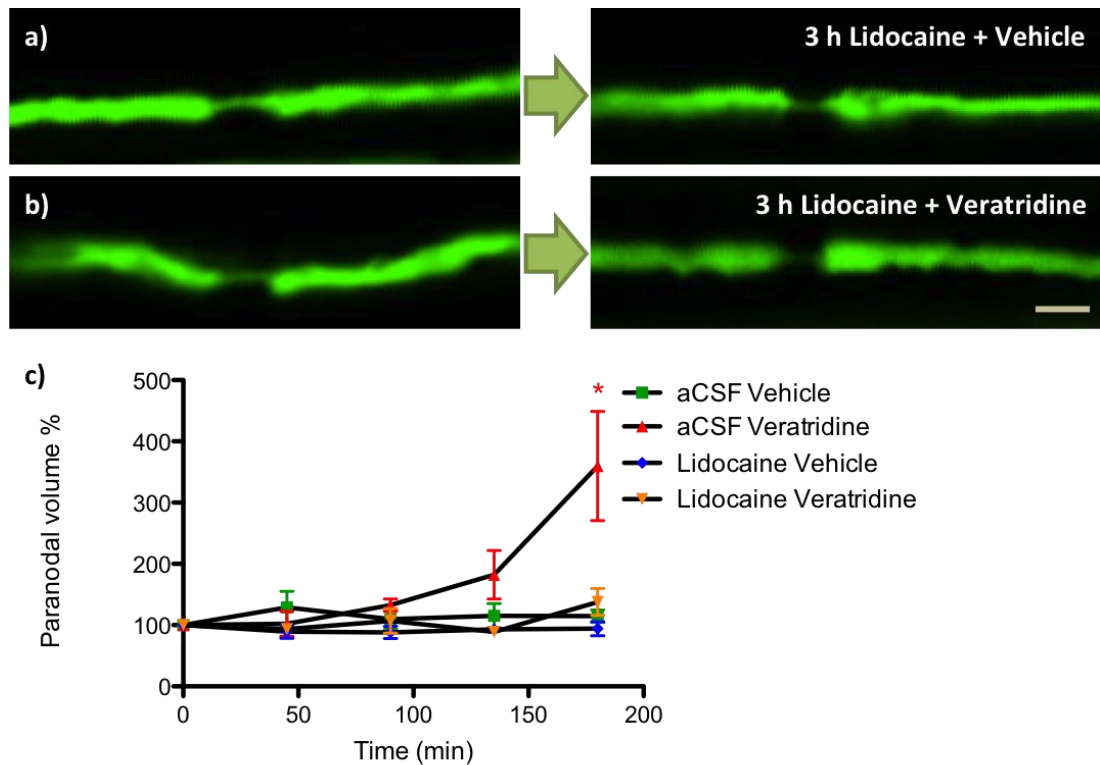 a)
3 h Lidocaine + Vehicle
b)
3 h Lidocaine + Veratridine
c)
500
400
300
200
100
0
Paranodal volume %
0 50 100 150 200
Time (min)
*
aCSF Vehicle
aCSF Veratridine
Lidocaine Vehicle
Lidocaine Veratridine